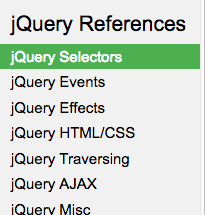 jQuery References
jQuery Selectors
jQuery Events
jQuery Effects
jQuery HTML/CSS
jQuery Traversing
jQuery AJAX
jQuery Misc